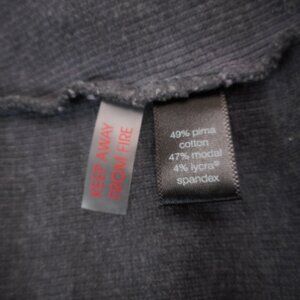 KEEP AWAY
FROM FIRE
49% pima
cotton
47% modal
4% lycra®
spandex